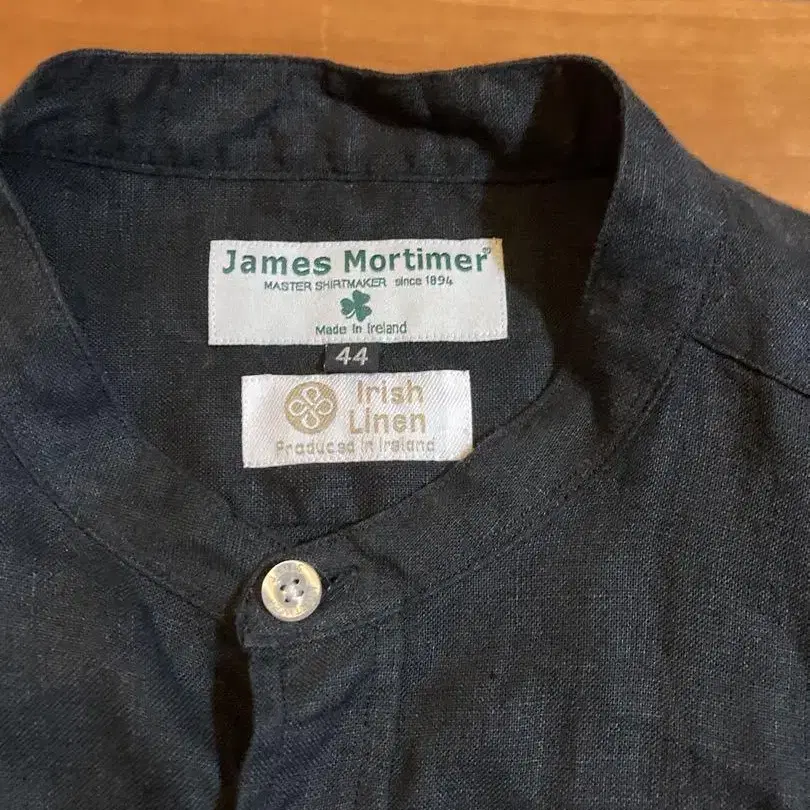 James Mortimer®
MASTER SHIRTMAKER since 1894
Made in Ireland
44
Irish
Linen
Produced in Ireland